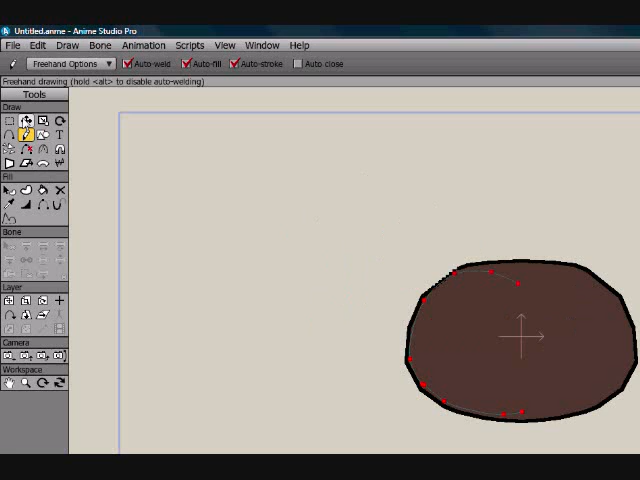 Untitled.anme - Anime Studio Pro
File Edit Draw Bone Animation Scripts View Window Help
Freehand Options Auto-weld Auto-fill Auto-stroke Auto close
Freehand drawing (hold <alt> to disable auto-welding)
Tools
Draw
T
Fill
Bone
Layer
Camera
Workspace